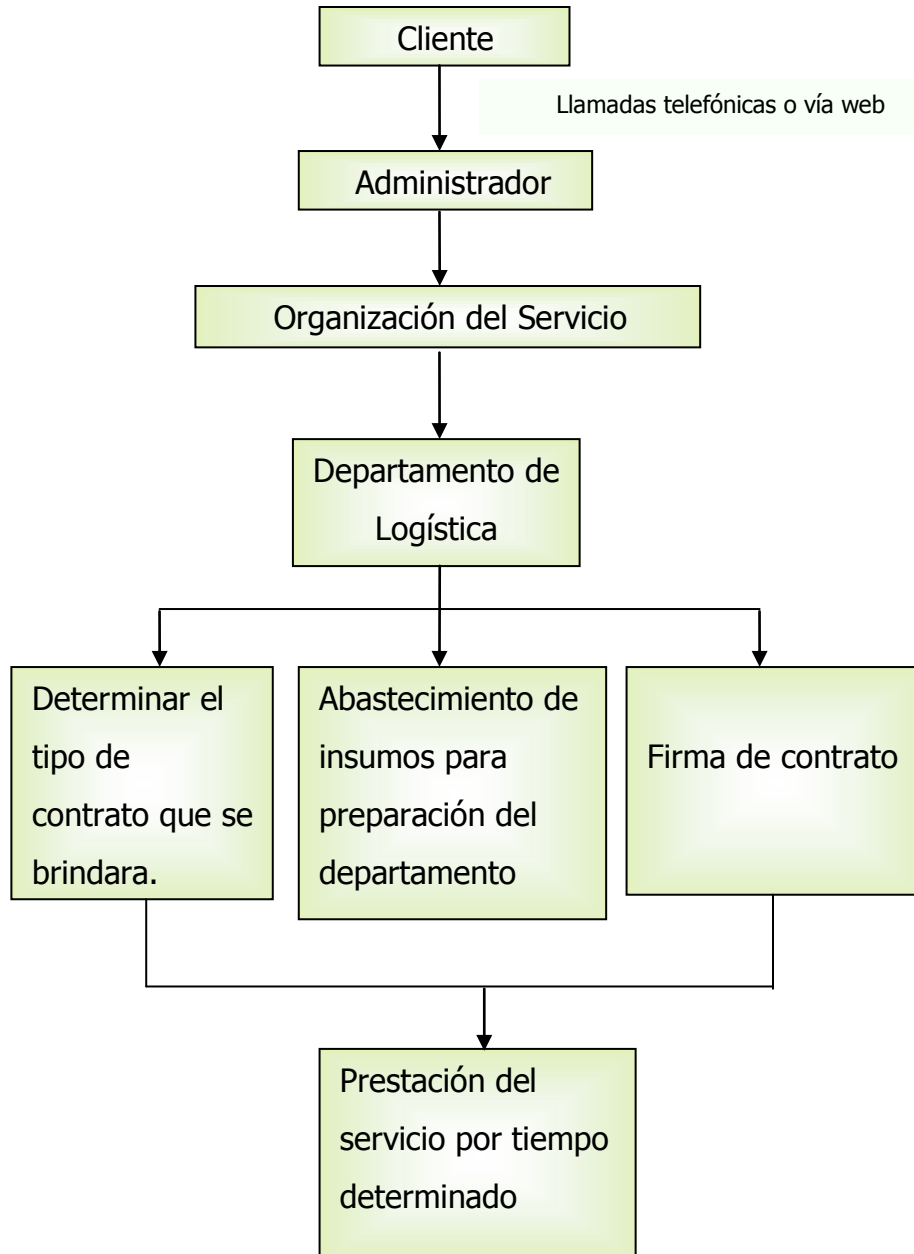 Cliente
Llamadas telefónicas o vía web
Administrador
Organización del Servicio
Departamento de
Logística
Determinar el
tipo de
contrato que se
brindara.
Abastecimiento de
insumos para
preparación del
departamento
Firma de contrato
Prestación del
servicio por tiempo
determinado